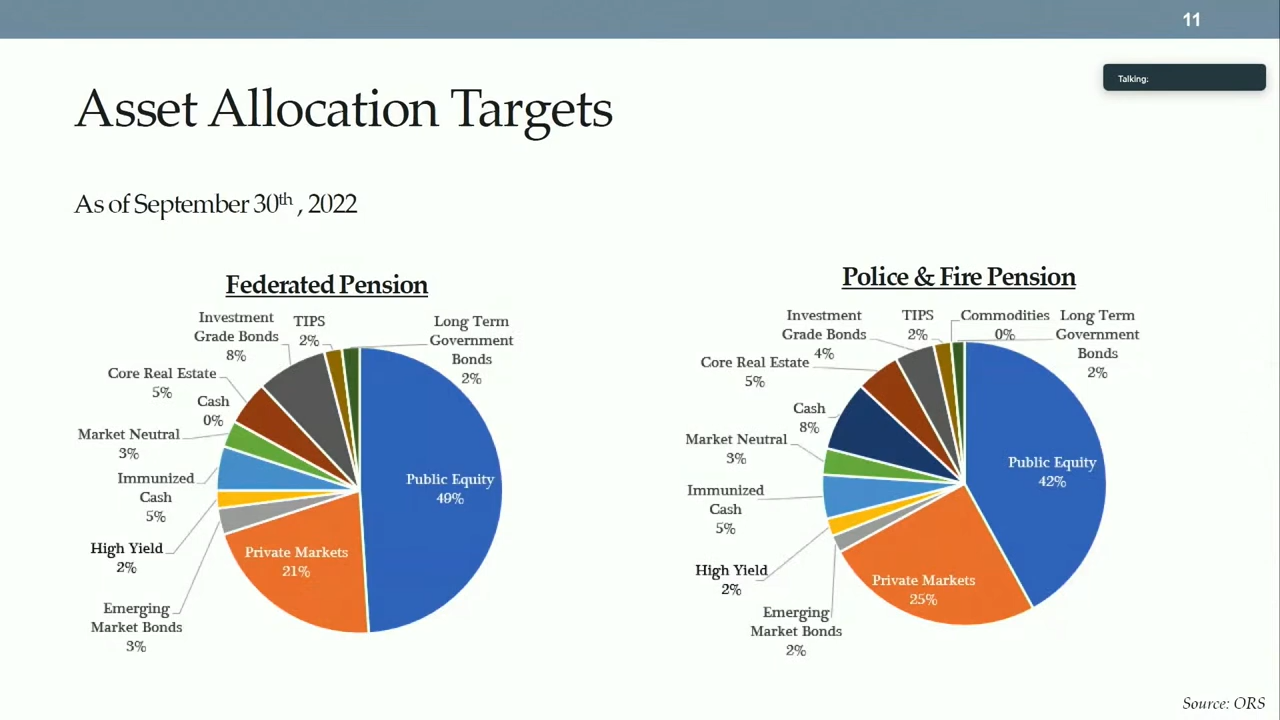 11
Talking:
Asset Allocation Targets
As of September 30th , 2022
Federated Pension
Investment
Grade Bonds
8%
TIPS
2%
Long Term
Government
Bonds
2%
Core Real Estate
5%
Cash
0%
Market Neutral
3%
Immunized
Cash
5%
High Yield
2%
Emerging
Market Bonds
3%
Private Markets
21%
Public Equity
49%
Police & Fire Pension
Investment
Grade Bonds
4%
TIPS
2%
Commodities
0%
Long Term
Government
Bonds
2%
Core Real Estate
5%
Cash
8%
Market Neutral
3%
Immunized
Cash
5%
High Yield
2%
Emerging
Market Bonds
2%
Private Markets
25%
Public Equity
42%
Source: ORS